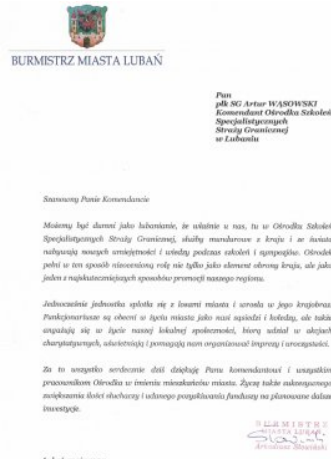 BURMISTRZ MIASTA LUBAŃ
Pan
płk SG Artur WĄSOWSKI
Komendant Ośrodka Szkoleń
Specjalistycznych
Straży Granicznej
w Lubaniu
Szanowny Panie Komendancie
Możemy być dumni jako lubanianie, że właśnie u nas, tu w Ośrodku Szkoleń
Specjalistycznych Straży Granicznej, służby mundurowe z kraju i ze świata
nabywają nowych umiejętności i wiedzy podczas szkoleń i sympozjów. Ośrodek
pełni w ten sposób nieocenioną rolę nie tylko jako element obrony kraju, ale jako
jeden z najskuteczniejszych sposobów promocji naszego regionu.
Jednocześnie jednostka splotła się z losami miasta i wrosła w jego krajobraz.
Funkcjonariusze są obecni w życiu miasta jako nasi sąsiedzi i koledzy, ale także
angażują się w życie naszej lokalnej społeczności, biorą udział w akcjach
charytatywnych, uświetniają i pomagają nam organizować imprezy i uroczystości.
Za to wszystko serdecznie dziś dziękuję Panu komendantowi i wszystkim
pracownikom Ośrodka w imieniu mieszkańców miasta. Życzę także sukcesywnego
zwiększania ilości słuchaczy i udanego pozyskiwania funduszy na planowane dalsze
inwestycje.
BURMISTRZ
MIASTA LUBAŃ
Arkadiusz Słowiński